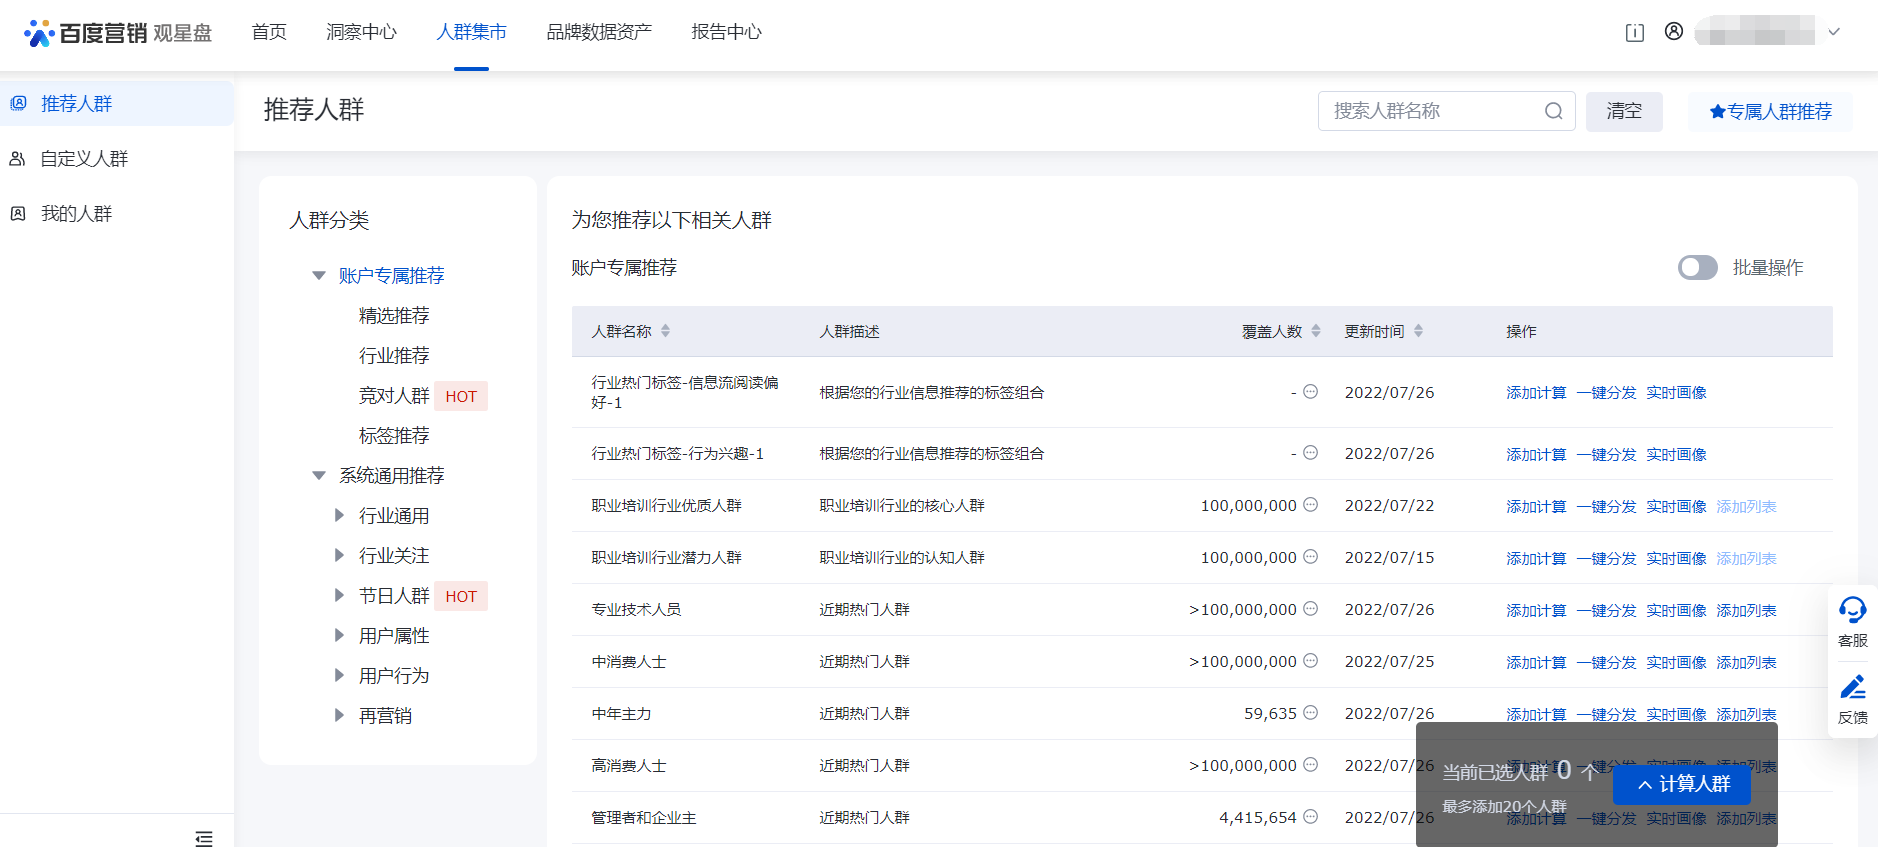 百度营销 观星盘
首页 洞察中心 人群集市 品牌数据资产 报告中心
推荐人群
自定义人群
我的人群
推荐人群
搜索人群名称
清空
专属人群推荐
人群分类
账户专属推荐
精选推荐
行业推荐
竞对人群 HOT
标签推荐
系统通用推荐
行业通用
行业关注
节日人群 HOT
用户属性
用户行为
再营销
为您推荐以下相关人群
账户专属推荐
批量操作
人群名称 人群描述 覆盖人数 更新时间 操作
行业热门标签-信息流阅读偏
好-1 根据您的行业信息推荐的标签组合 - 2022/07/26 添加计算 一键分发 实时画像
行业热门标签-行为兴趣-1 根据您的行业信息推荐的标签组合 - 2022/07/26 添加计算 一键分发 实时画像
职业培训行业优质人群 职业培训行业的核心人群 100,000,000 2022/07/22 添加计算 一键分发 实时画像 添加列表
职业培训行业潜力人群 职业培训行业的认知人群 100,000,000 2022/07/15 添加计算 一键分发 实时画像 添加列表
专业技术人员 近期热门人群 >100,000,000 2022/07/26 添加计算 一键分发 实时画像 添加列表
中消费人士 近期热门人群 >100,000,000 2022/07/25 添加计算 一键分发 实时画像 添加列表
中年主力 近期热门人群 59,635 2022/07/26 添加计算 一键分发 实时画像 添加列表
高消费人士 近期热门人群 >100,000,000 2022/07/26 添加计算 一键分发 实时画像 添加列表
管理者和企业主 近期热门人群 4,415,654 2022/07/26 添加计算 一键分发 实时画像 添加列表
当前已选人群 0 个
最多添加20个人群
计算人群
客服
反馈